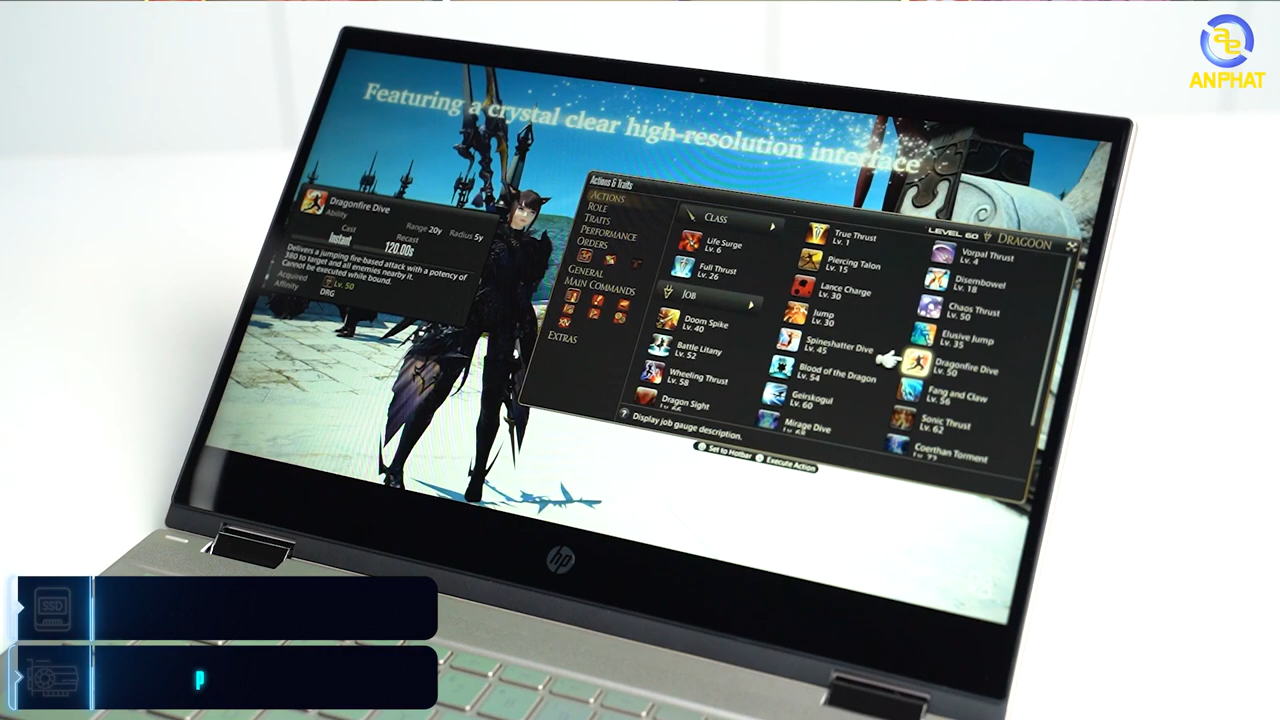 ae
ANPHAT
Featuring a crystal clear high-resolution interface
Dragonfire Dive
Ability
Range 20y Radius 5y
Cast
Instant
Recast
120.00s
Delivers a jumping fire-based attack with a potency of
380 to target and all enemies nearby it.
Cannot be executed while bound.
Acquired Lv. 50
Affinity DRG
Actions & Traits
LEVEL 60 DRAGOON
ACTIONS
ROLE
TRAITS
PERFORMANCE
ORDERS
GENERAL
MAIN COMMANDS
EXTRAS
CLASS
Life Surge
Lv. 6
Full Thrust
Lv. 26
JOB
Doom Spike
Lv. 40
Battle Litany
Lv. 52
Wheeling Thrust
Lv. 58
Dragon Sight
True Thrust
Lv. 1
Piercing Talon
Lv. 15
Lance Charge
Lv. 30
Jump
Lv. 30
Spineshatter Dive
Lv. 45
Blood of the Dragon
Lv. 54
Geirskogul
Lv. 60
Mirage Dive
Lv. 68
Vorpal Thrust
Lv. 4
Disembowel
Lv. 18
Chaos Thrust
Lv. 50
Elusive Jump
Lv. 35
Dragonfire Dive
Lv. 50
Fang and Claw
Lv. 56
Sonic Thrust
Lv. 62
Coerthan Torment
Display job gauge description.
Set to Hotbar Execute Action
hp
SSD
P